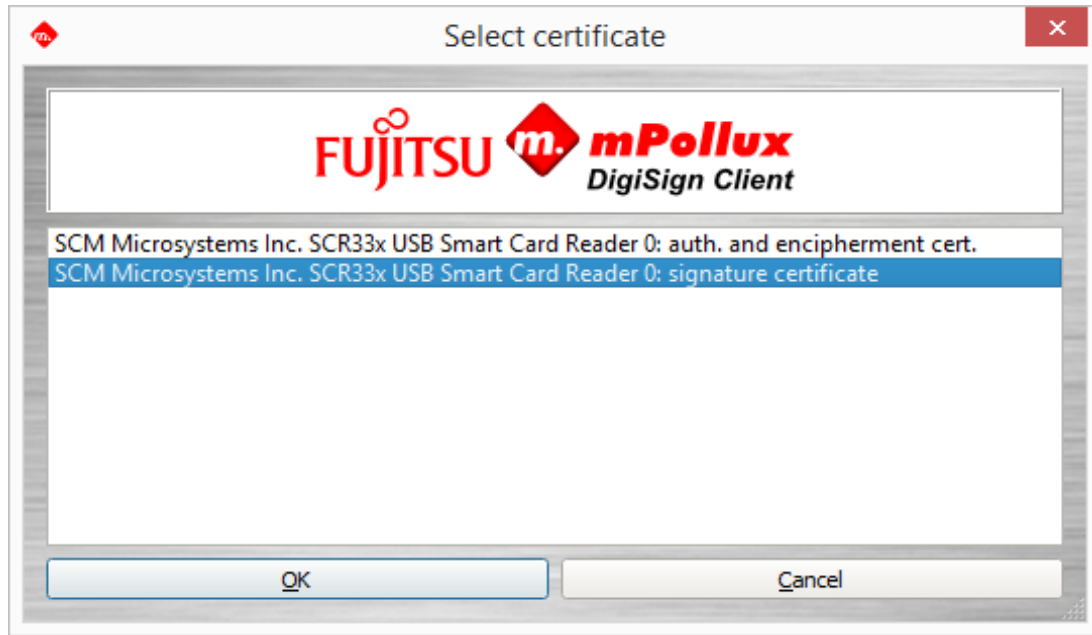 m.
Select certificate
FUJITSU m. mPollux
DigiSign Client
SCM Microsystems Inc. SCR33x USB Smart Card Reader 0: auth. and encipherment cert.
SCM Microsystems Inc. SCR33x USB Smart Card Reader 0: signature certificate
OK
Cancel